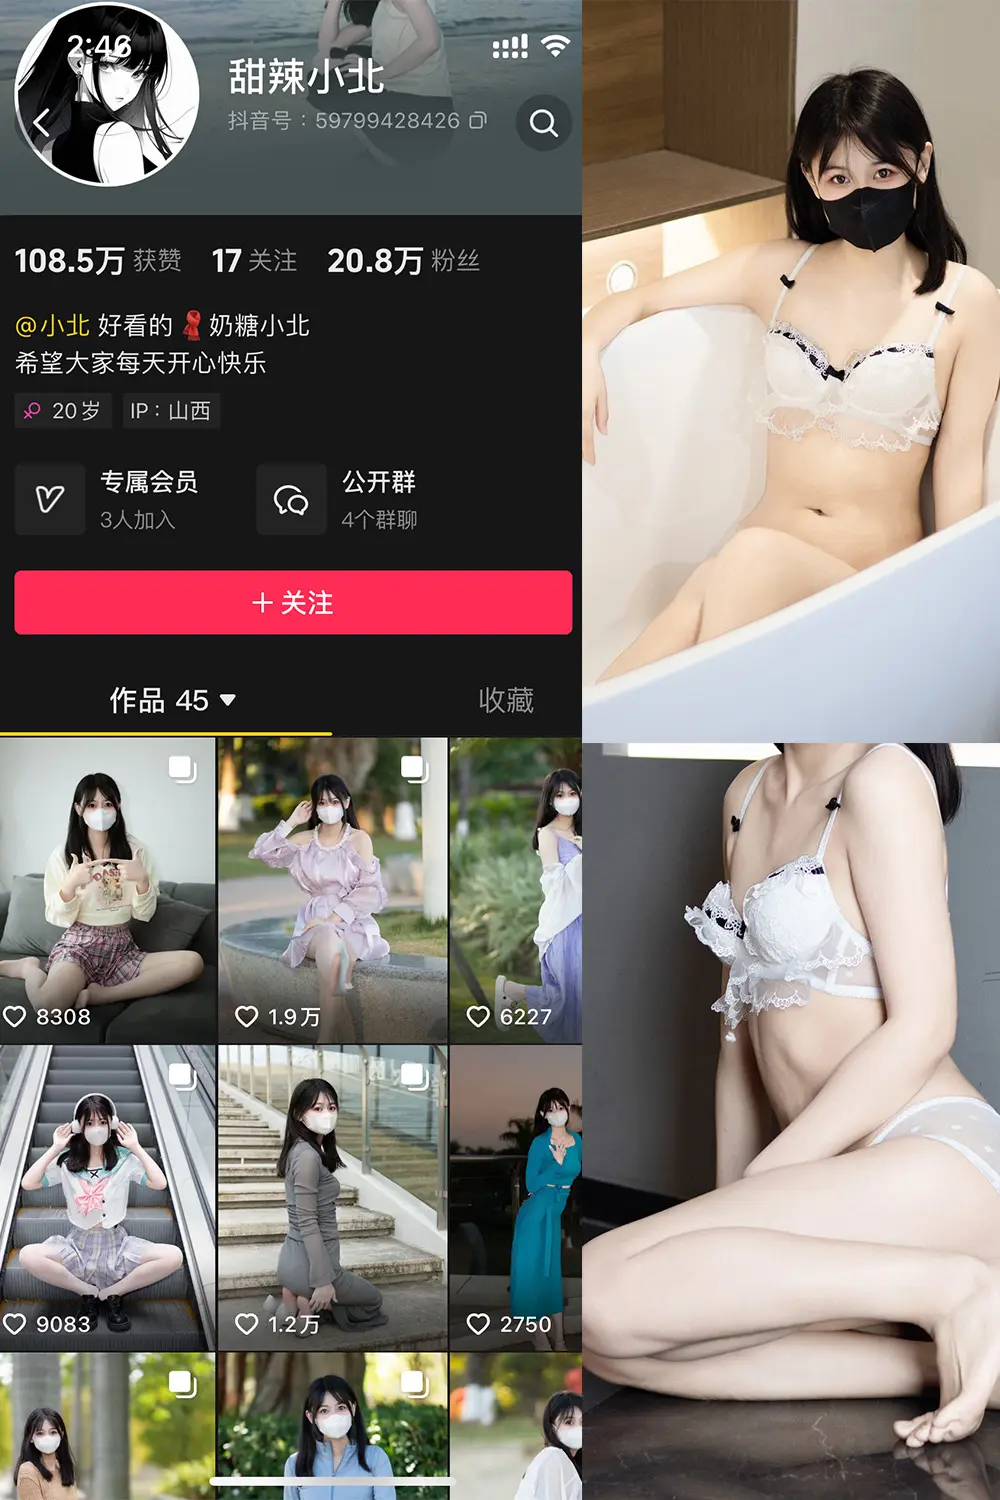 2:46
甜辣小北
抖音号：59799428426
108.5万 获赞 17 关注 20.8万 粉丝
@小北 好看的 奶糖小北
希望大家每天开心快乐
20岁 IP：山西
专属会员
3人加入
公开群
4个群聊
+ 关注
作品 45
收藏
8308
1.9万
6227
9083
1.2万
2750